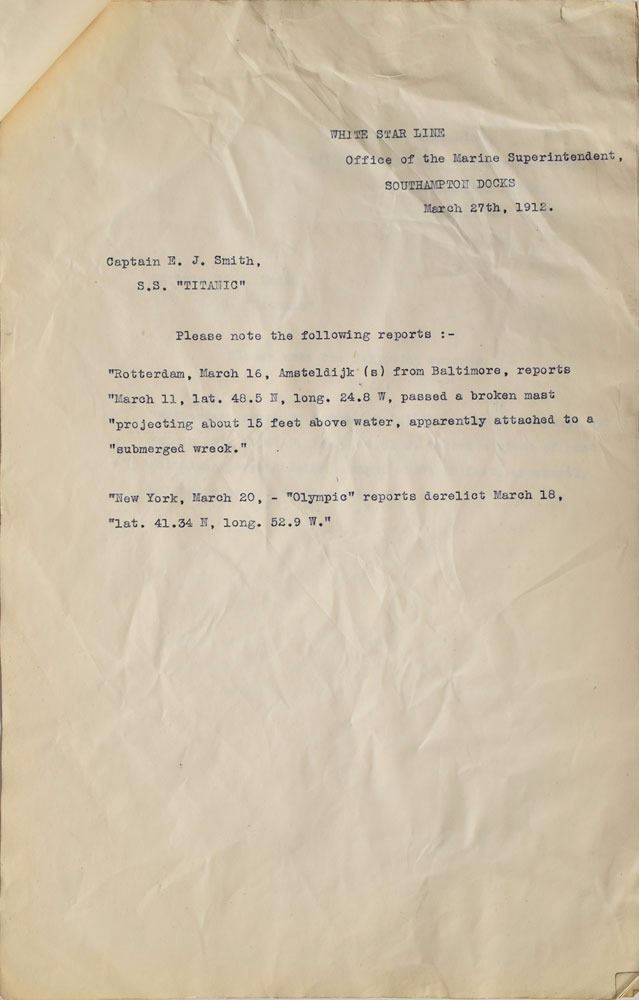 WHITE STAR LINE
Office of the Marine Superintendent,
SOUTHAMPTON DOCKS
March 27th, 1912.
Captain E. J. Smith,
S.S. "TITANIC"
Please note the following reports :-
"Rotterdam, March 16, Amsteldijk (s) from Baltimore, reports
"March 11, lat. 48.5 N, long. 24.8 W, passed a broken mast
"projecting about 15 feet above water, apparently attached to a
"submerged wreck."
"New York, March 20, - "Olympic" reports derelict March 18,
"lat. 41.34 N, long. 52.9 W."